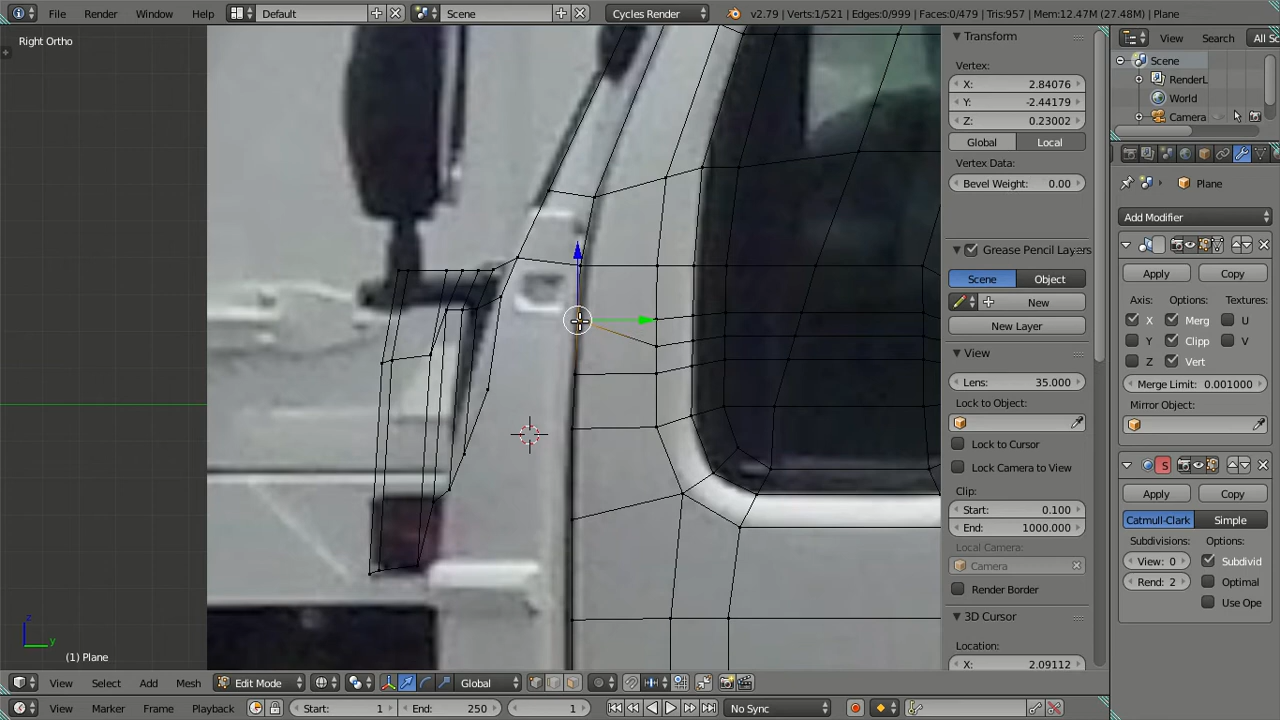 File Render Window Help Default Scene Cycles Render v2.79 | Verts:1/521 | Edges:0/999 | Faces:0/479 | Tris:957 | Mem:12.47M (27.48M) | Plane
Right Ortho
(1) Plane
z
y
Transform
Vertex:
X: 2.84076
Y: -2.44179
Z: 0.23002
Global Local
Vertex Data:
Bevel Weight: 0.00
Grease Pencil Layers
Scene Object
New
New Layer
View
Lens: 35.000
Lock to Object:
Lock to Cursor
Lock Camera to View
Clip:
Start: 0.100
End: 1000.000
Local Camera:
Camera
Render Border
3D Cursor
Location:
X: 2.09112
View Search All Sc
Scene
RenderL
World
Camera
Plane
Add Modifier
Apply Copy
Axis: Options: Textures:
X Merg U
Y Clipp V
Z Vert
Merge Limit: 0.001000
Mirror Object:
S
Apply Copy
Catmull-Clark Simple
Subdivisions: Options:
View: 0 Subdivid
Rend: 2 Optimal
Use Ope
View Select Add Mesh Edit Mode Global
View Marker Frame Playback Start: 1 End: 250 1 No Sync